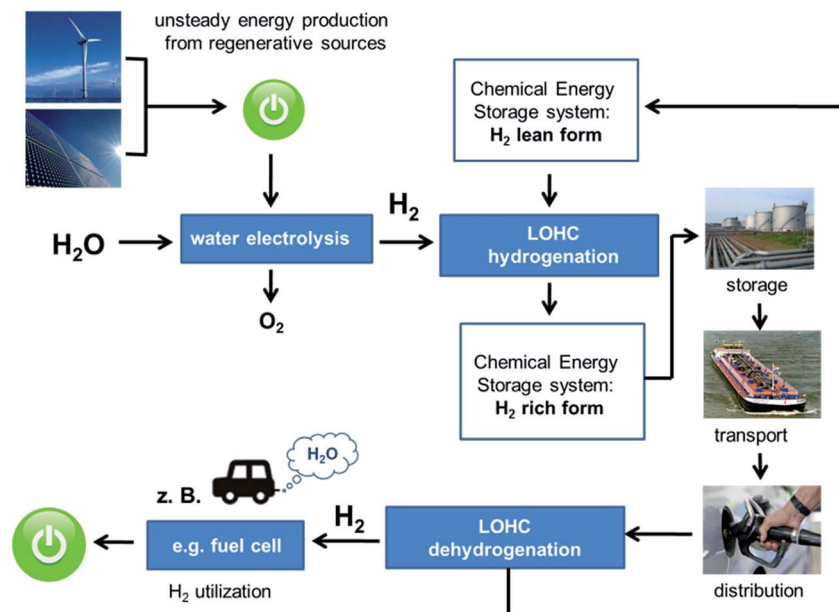 unsteady energy production
from regenerative sources
Chemical Energy
Storage system:
H₂ lean form
H₂O
water electrolysis
H₂
LOHC
hydrogenation
O₂
storage
Chemical Energy
Storage system:
H₂ rich form
transport
H₂O
z. B.
e.g. fuel cell
H₂
LOHC
dehydrogenation
H₂ utilization
distribution